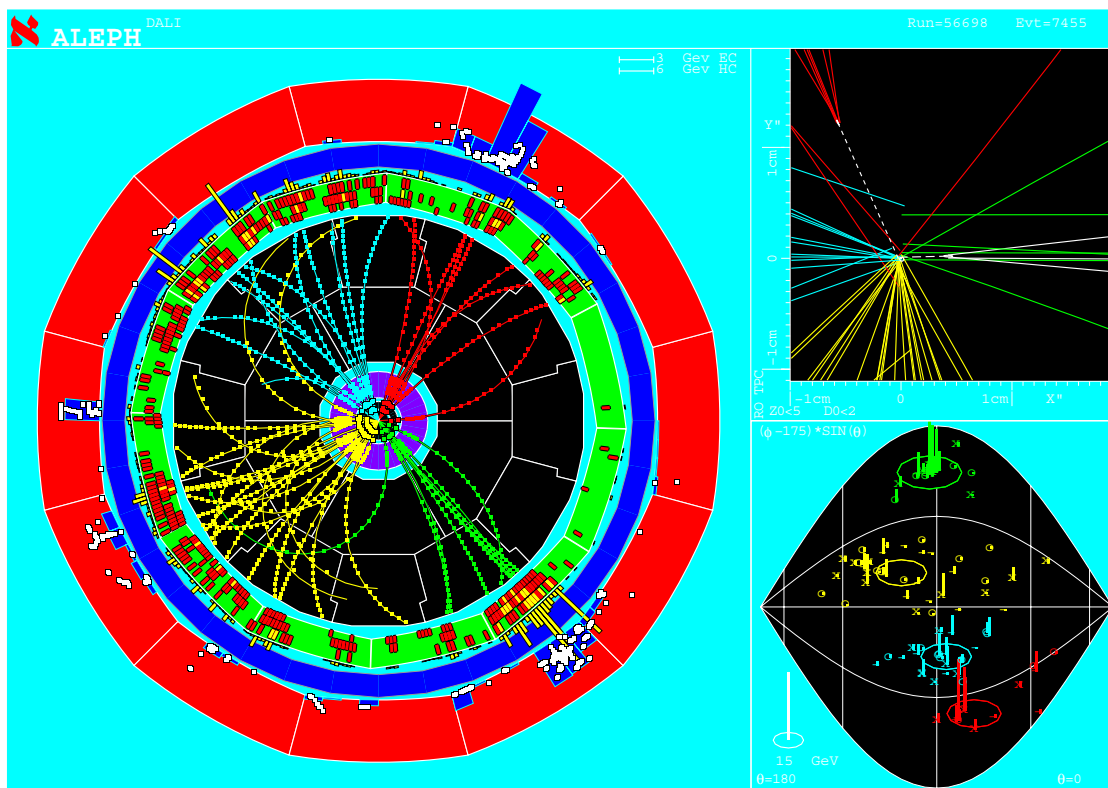 DALI
ALEPH
Run=56698 Evt=7455
3 Gev EC
6 Gev HC
Y"
1cm
0
-1cm
-1cm 0 1cm X"
RO TPC
Z0<5 D0<2
(φ-175)*SIN(θ)
15 GeV
θ=180 θ=0